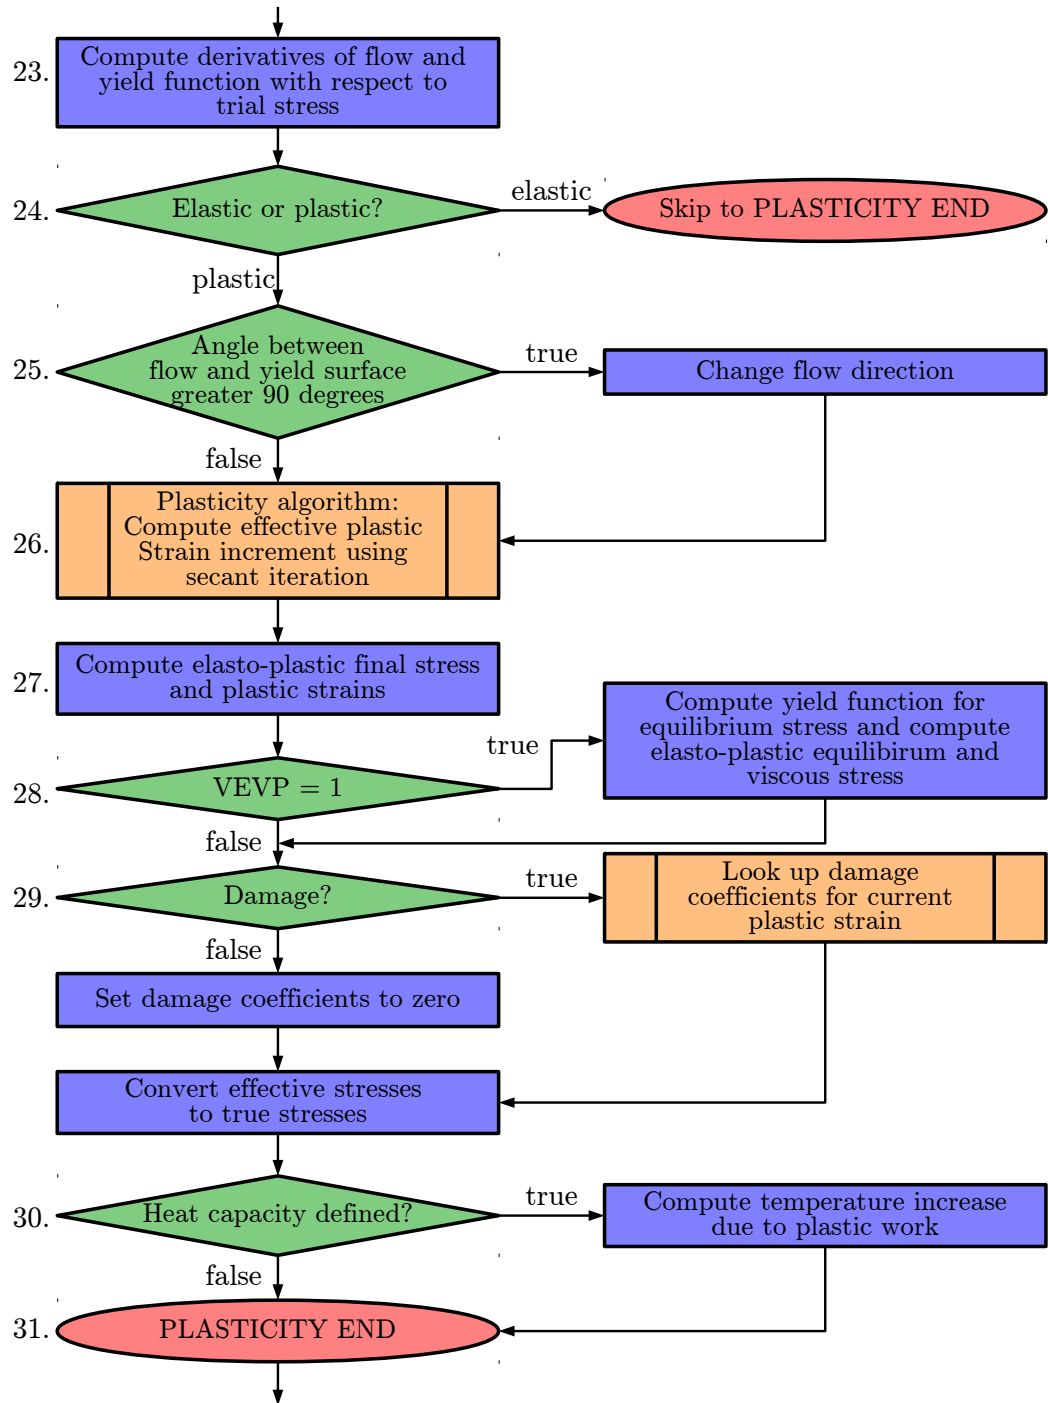 23.
Compute derivatives of flow and
yield function with respect to
trial stress
24.
Elastic or plastic?
elastic
Skip to PLASTICITY END
plastic
25.
Angle between
flow and yield surface
greater 90 degrees
true
Change flow direction
false
26.
Plasticity algorithm:
Compute effective plastic
Strain increment using
secant iteration
27.
Compute elasto-plastic final stress
and plastic strains
28.
VEVP = 1
true
Compute yield function for
equilibrium stress and compute
elasto-plastic equilibirum and
viscous stress
false
29.
Damage?
true
Look up damage
coefficients for current
plastic strain
false
Set damage coefficients to zero
Convert effective stresses
to true stresses
30.
Heat capacity defined?
true
Compute temperature increase
due to plastic work
false
31.
PLASTICITY END